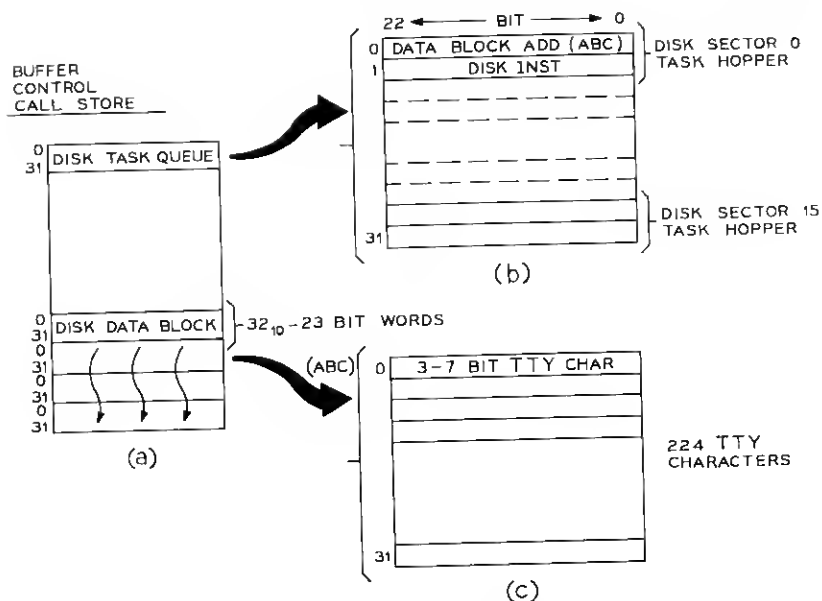 BUFFER
CONTROL
CALL STORE
0
31
DISK TASK QUEUE
0
31
DISK DATA BLOCK
0
31
0
31
0
31
32₁₀-23 BIT WORDS
(a)
22 BIT 0
0
DATA BLOCK ADD (ABC)
1
DISK INST
DISK SECTOR 0
TASK HOPPER
DISK SECTOR 15
TASK HOPPER
31
(b)
(ABC)
0
3-7 BIT TTY CHAR
224 TTY
CHARACTERS
31
(c)